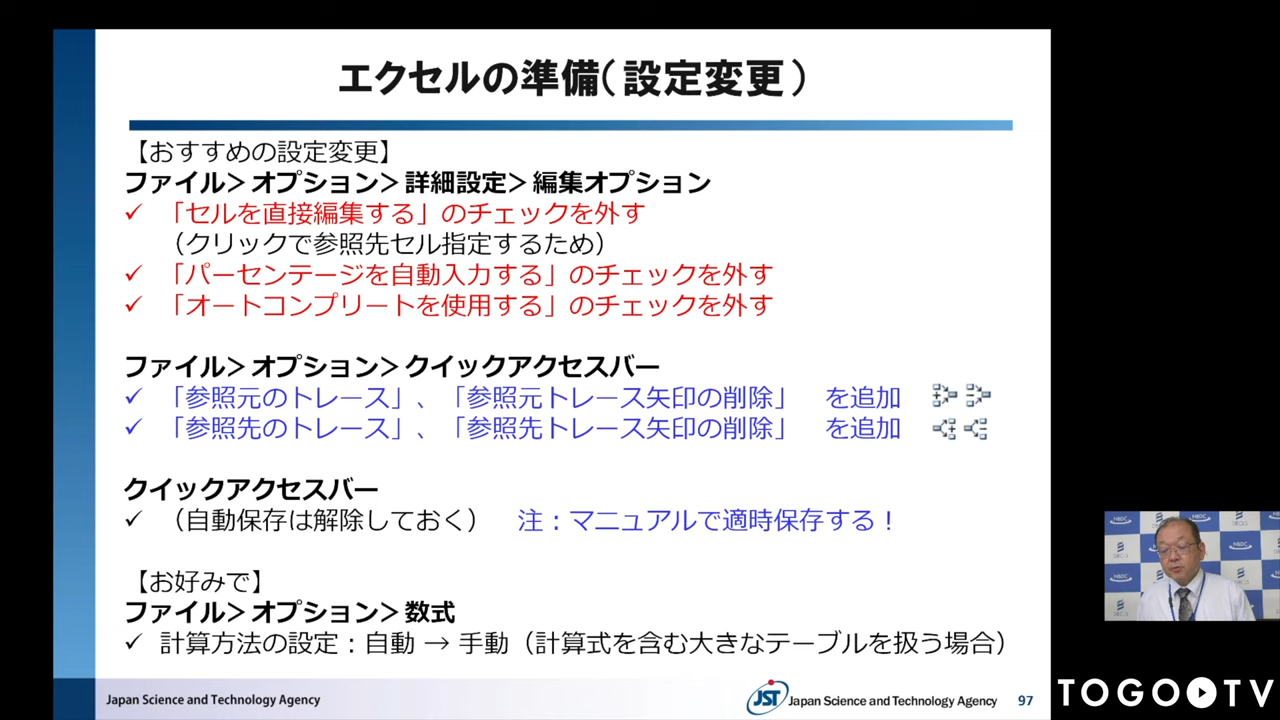 エクセルの準備(設定変更)
【おすすめの設定変更】
ファイル>オプション>詳細設定>編集オプション
✓ 「セルを直接編集する」のチェックを外す
（クリックで参照先セル指定するため）
✓ 「パーセンテージを自動入力する」のチェックを外す
✓ 「オートコンプリートを使用する」のチェックを外す
ファイル>オプション>クイックアクセスバー
✓ 「参照元のトレース」、「参照元トレース矢印の削除」　を追加
✓ 「参照先のトレース」、「参照先トレース矢印の削除」　を追加
クイックアクセスバー
✓ （自動保存は解除しておく）　注：マニュアルで適時保存する！
【お好みで】
ファイル>オプション>数式
✓ 計算方法の設定：自動 → 手動（計算式を含む大きなテーブルを扱う場合）
Japan Science and Technology Agency
JST Japan Science and Technology Agency 97
TOGO TV
NBDC